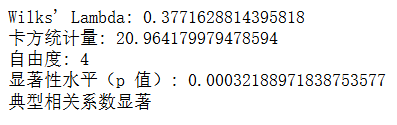 Wilks' Lambda: 0.3771628814395818
卡方统计量: 20.964179979478594
自由度: 4
显著性水平（p 值）: 0.00032188971838753577
典型相关系数显著